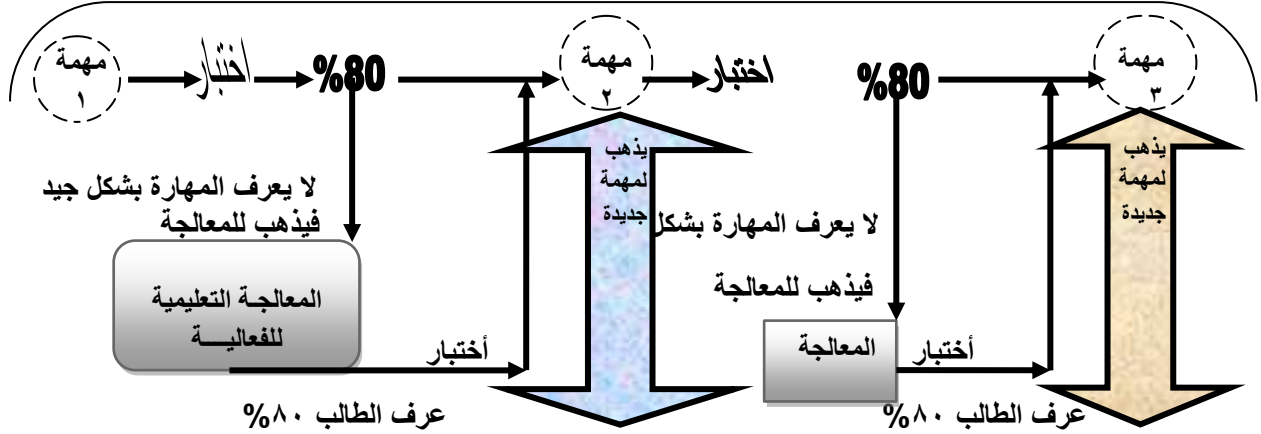 مهمة
١
اختبار
%80
مهمة
٢
اختبار
%80
مهمة
٣
لا يعرف المهارة بشكل جيد
فيذهب للمعالجة
المعالجة التعليمية
للفعاليـــة
أختبار
عرف الطالب ٨٠%
يذهب
لمهمة
جديدة
لا يعرف المهارة بشكل
فيذهب للمعالجة
المعالجة
أختبار
عرف الطالب ٨٠%
يذهب
لمهمة
جديدة